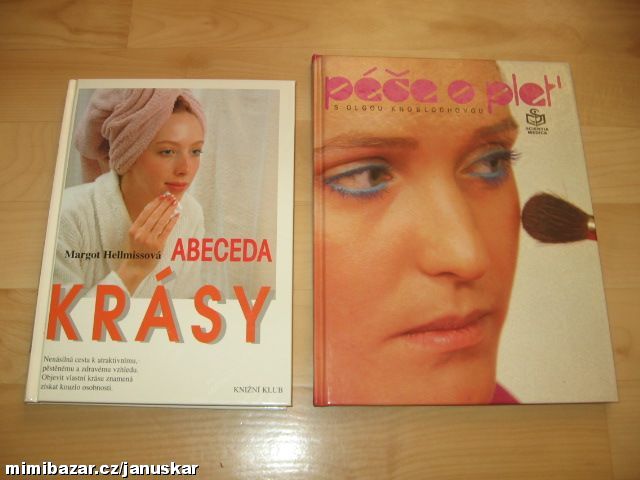 Margot Hellmissová
ABECEDA
KRÁSY
Nenásilná cesta k atraktivnímu,
pěstěnému a zdravému vzhledu.
Objevit vlastní krásu znamená
získat kouzlo osobnosti.
KNIŽNÍ KLUB
péče o pleť
S OLGOU KNOBLOCHOVOU
SCIENTIA
MEDICA
mimibazar.cz/januskar